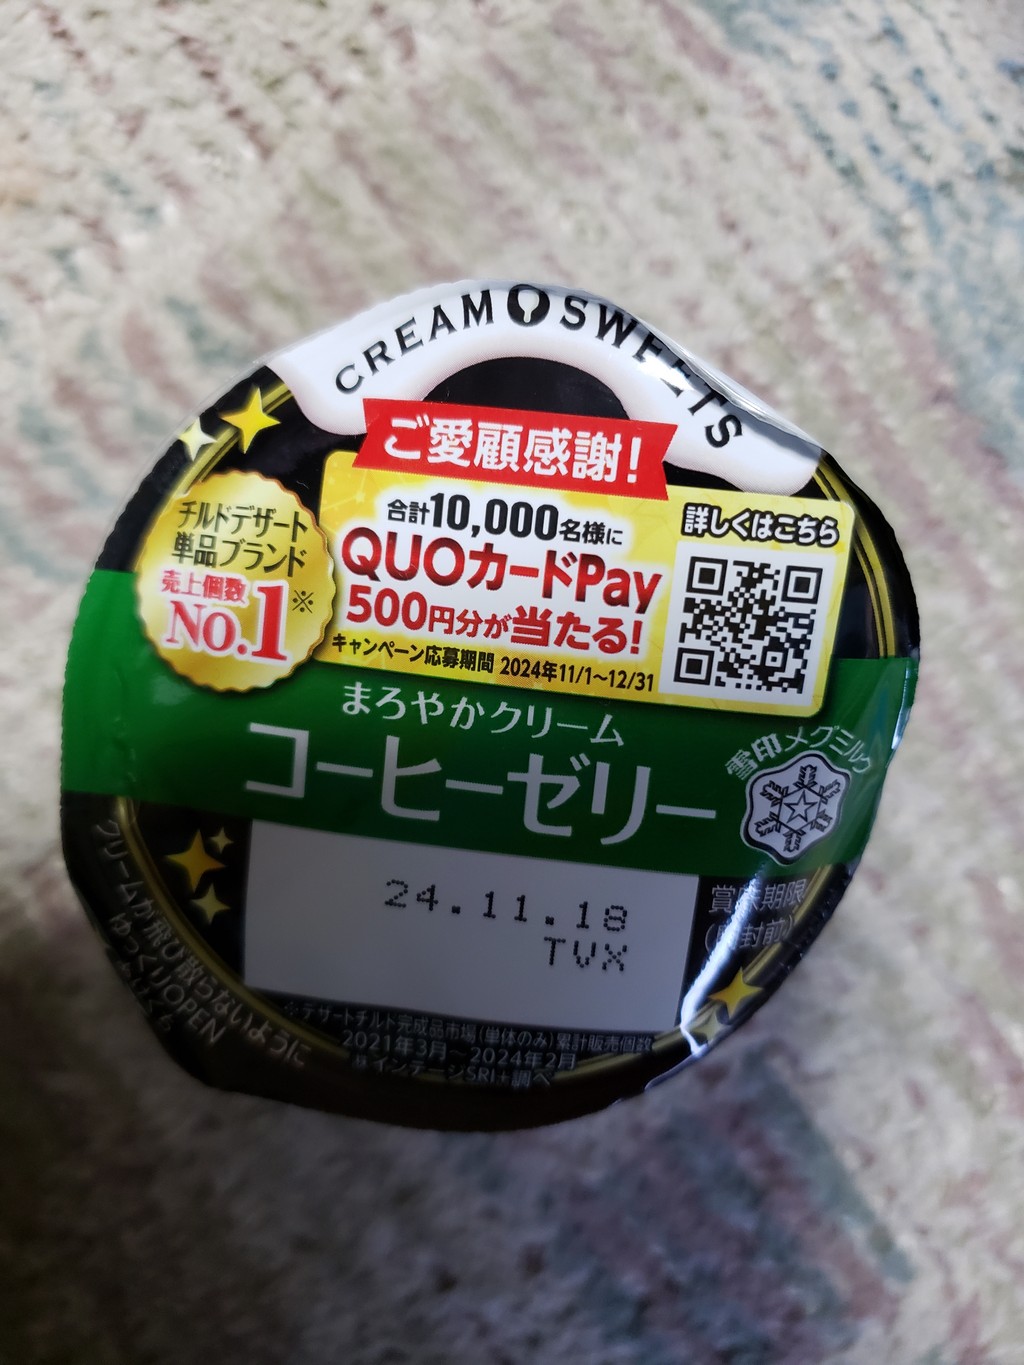 CREAM SWEETS
ご愛顧感謝!
合計10,000名様に
QUOカードPay
500円分が当たる!
キャンペーン応募期間 2024年11/1～12/31
詳しくはこちら
チルドデザート
単品ブランド
売上個数
No.1※
まろやかクリーム
コーヒーゼリー
雪印メグミルク
24.11.18
TVX
賞味期限
(開封前)
クリームが飛び散らないように
ゆっくりOPEN
※デザートチルド完成品市場(単体のみ)累計販売個数
2021年3月～2024年2月
インテージSRI+調べ